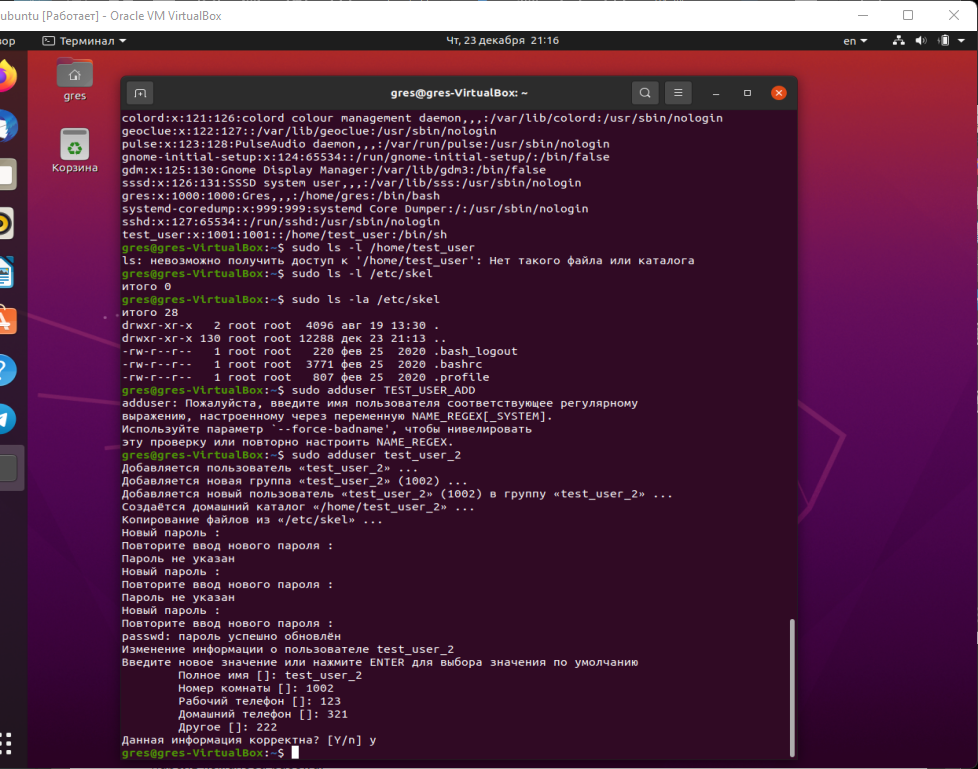 ubuntu [Работает] - Oracle VM VirtualBox
зор
Терминал
Чт, 23 декабря 21:16
en
gres
Корзина
gres@gres-VirtualBox: ~
colord:x:121:126:colord colour management daemon,,,:/var/lib/colord:/usr/sbin/nologin
geoclue:x:122:127::/var/lib/geoclue:/usr/sbin/nologin
pulse:x:123:128:PulseAudio daemon,,,:/var/run/pulse:/usr/sbin/nologin
gnome-initial-setup:x:124:65534::/run/gnome-initial-setup/:/bin/false
gdm:x:125:130:Gnome Display Manager:/var/lib/gdm3:/bin/false
sssd:x:126:131:SSSD system user,,,:/var/lib/sss:/usr/sbin/nologin
gres:x:1000:1000:Gres,,,:/home/gres:/bin/bash
systemd-coredump:x:999:999:systemd Core Dumper:/:/usr/sbin/nologin
sshd:x:127:65534::/run/sshd:/usr/sbin/nologin
test_user:x:1001:1001::/home/test_user:/bin/sh
gres@gres-VirtualBox:~$ sudo ls -l /home/test_user
ls: невозможно получить доступ к '/home/test_user': Нет такого файла или каталога
gres@gres-VirtualBox:~$ sudo ls -l /etc/skel
итого 0
gres@gres-VirtualBox:~$ sudo ls -la /etc/skel
итого 28
drwxr-xr-x   2 root root  4096 авг 19 13:30 .
drwxr-xr-x 130 root root 12288 дек 23 21:13 ..
-rw-r--r--   1 root root   220 фев 25  2020 .bash_logout
-rw-r--r--   1 root root  3771 фев 25  2020 .bashrc
-rw-r--r--   1 root root   807 фев 25  2020 .profile
gres@gres-VirtualBox:~$ sudo adduser TEST_USER_ADD
adduser: Пожалуйста, введите имя пользователя соответствующее регулярному
выражению, настроенному через переменную NAME_REGEX[_SYSTEM].
Используйте параметр `--force-badname', чтобы нивелировать
эту проверку или повторно настроить NAME_REGEX.
gres@gres-VirtualBox:~$ sudo adduser test_user_2
Добавляется пользователь «test_user_2» ...
Добавляется новая группа «test_user_2» (1002) ...
Добавляется новый пользователь «test_user_2» (1002) в группу «test_user_2» ...
Создаётся домашний каталог «/home/test_user_2» ...
Копирование файлов из «/etc/skel» ...
Новый пароль :
Повторите ввод нового пароля :
Пароль не указан
Новый пароль :
Повторите ввод нового пароля :
Пароль не указан
Новый пароль :
Повторите ввод нового пароля :
passwd: пароль успешно обновлён
Изменение информации о пользователе test_user_2
Введите новое значение или нажмите ENTER для выбора значения по умолчанию
Полное имя []: test_user_2
Номер комнаты []: 1002
Рабочий телефон []: 123
Домашний телефон []: 321
Другое []: 222
Данная информация корректна? [Y/n] y
gres@gres-VirtualBox:~$